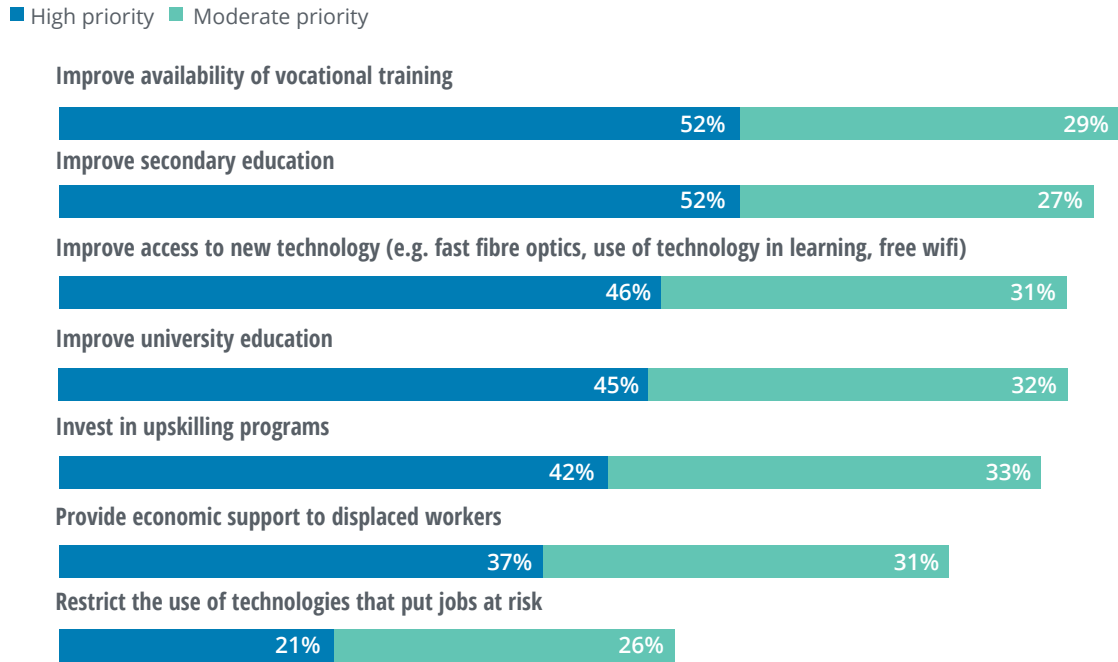 High priority Moderate priority
Improve availability of vocational training
52% 29%
Improve secondary education
52% 27%
Improve access to new technology (e.g. fast fibre optics, use of technology in learning, free wifi)
46% 31%
Improve university education
45% 32%
Invest in upskilling programs
42% 33%
Provide economic support to displaced workers
37% 31%
Restrict the use of technologies that put jobs at risk
21% 26%